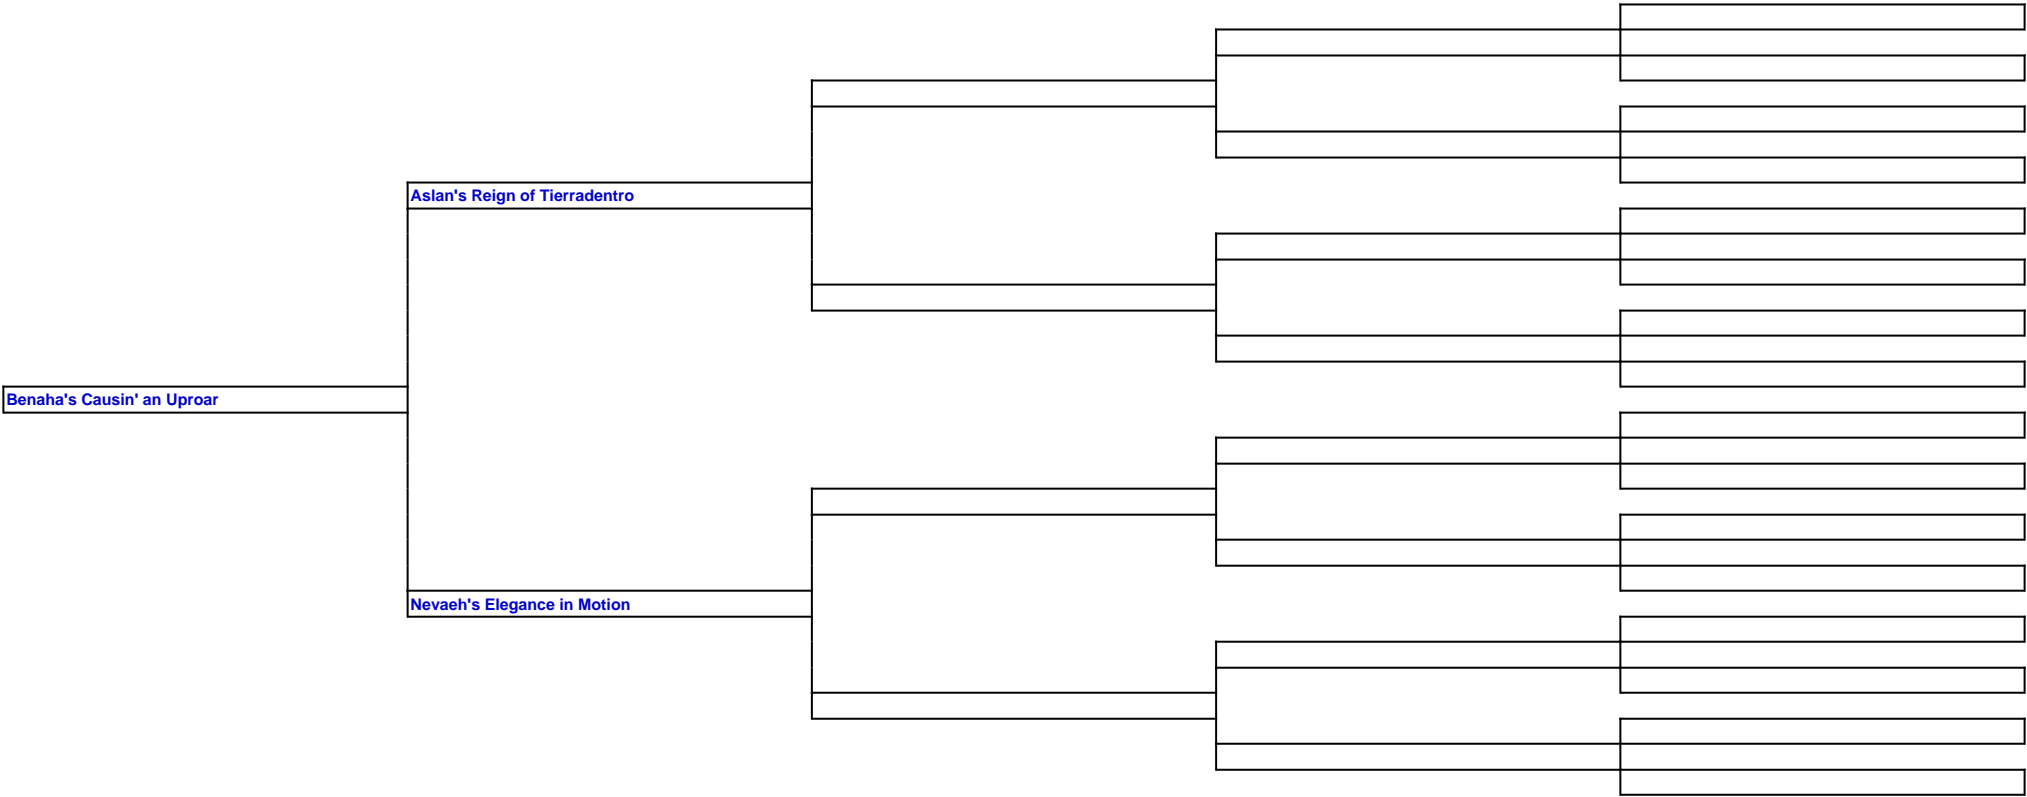 Aslan's Reign of Tierradentro
Benaha's Causin' an Uproar
Nevaeh's Elegance in Motion